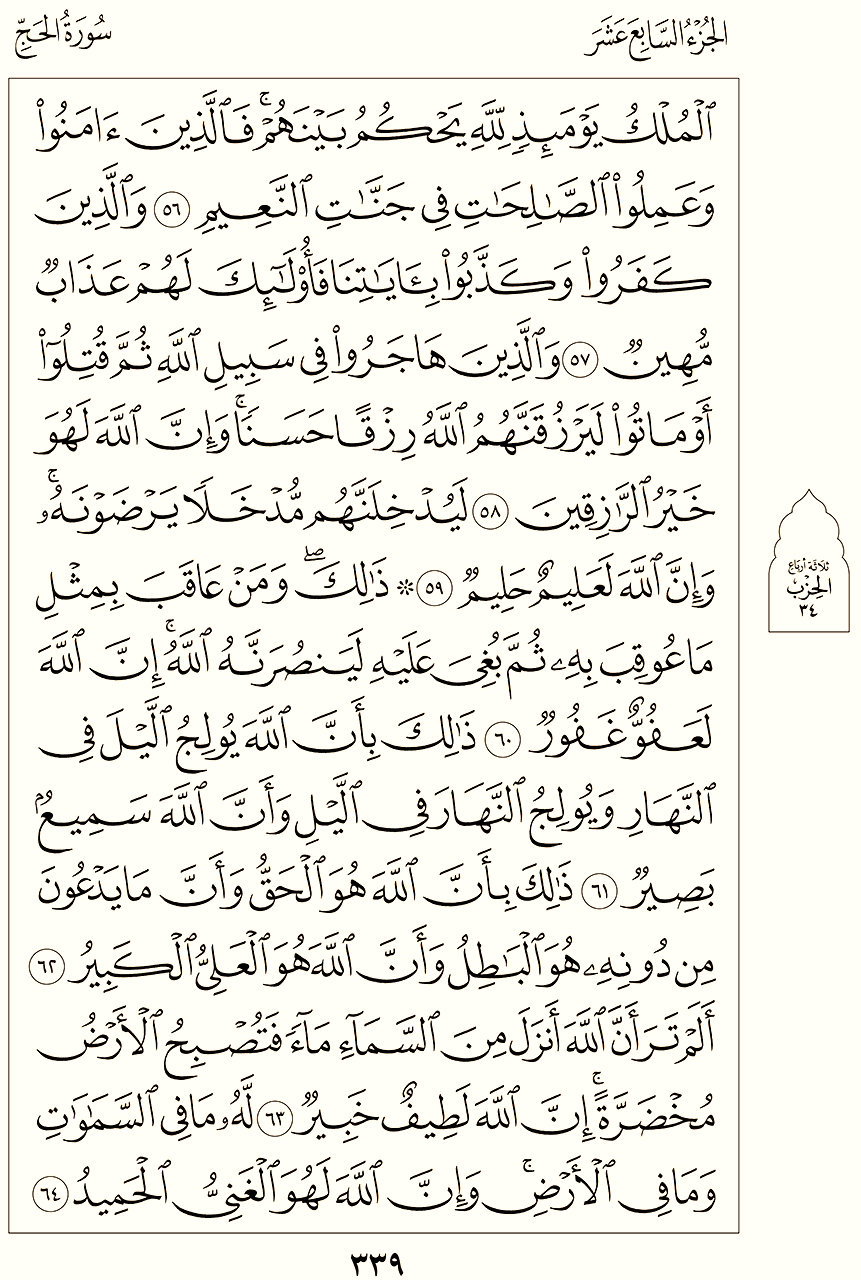 الجُزْءُ السَّابِعَ عَشَرَ
سُورَةُ الحَجِّ
ٱلْمُلْكُ يَوْمَئِذٍ لِّلَّهِ يَحْكُمُ بَيْنَهُمْ ۚ فَٱلَّذِينَ ءَامَنُوا۟
وَعَمِلُوا۟ ٱلصَّـٰلِحَـٰتِ فِى جَنَّـٰتِ ٱلنَّعِيمِ ٥٦ وَٱلَّذِينَ
كَفَرُوا۟ وَكَذَّبُوا۟ بِـَٔايَـٰتِنَا فَأُو۟لَـٰٓئِكَ لَهُمْ عَذَابٌ
مُّهِينٌ ٥٧ وَٱلَّذِينَ هَاجَرُوا۟ فِى سَبِيلِ ٱللَّهِ ثُمَّ قُتِلُوٓا۟
أَوْ مَاتُوا۟ لَيَرْزُقَنَّهُمُ ٱللَّهُ رِزْقًا حَسَنًا ۚ وَإِنَّ ٱللَّهَ لَهُوَ
خَيْرُ ٱلرَّٰزِقِينَ ٥٨ لَيُدْخِلَنَّهُم مُّدْخَلًا يَرْضَوْنَهُۥ ۗ
وَإِنَّ ٱللَّهَ لَعَلِيمٌ حَلِيمٌ ٥٩ ۞ ذَٰلِكَ ۖ وَمَنْ عَاقَبَ بِمِثْلِ
مَا عُوقِبَ بِهِۦ ثُمَّ بُغِىَ عَلَيْهِ لَيَنصُرَنَّهُ ٱللَّهُ ۚ إِنَّ ٱللَّهَ
لَعَفُوٌّ غَفُورٌ ٦٠ ذَٰلِكَ بِأَنَّ ٱللَّهَ يُولِجُ ٱلَّيْلَ فِى
ٱلنَّهَارِ وَيُولِجُ ٱلنَّهَارَ فِى ٱلَّيْلِ وَأَنَّ ٱللَّهَ سَمِيعٌۢ
بَصِيرٌ ٦١ ذَٰلِكَ بِأَنَّ ٱللَّهَ هُوَ ٱلْحَقُّ وَأَنَّ مَا يَدْعُونَ
مِن دُونِهِۦ هُوَ ٱلْبَـٰطِلُ وَأَنَّ ٱللَّهَ هُوَ ٱلْعَلِىُّ ٱلْكَبِيرُ ٦٢
أَلَمْ تَرَ أَنَّ ٱللَّهَ أَنزَلَ مِنَ ٱلسَّمَآءِ مَآءً فَتُصْبِحُ ٱلْأَرْضُ
مُخْضَرَّةً ۗ إِنَّ ٱللَّهَ لَطِيفٌ خَبِيرٌ ٦٣ لَّهُۥ مَا فِى ٱلسَّمَـٰوَٰتِ
وَمَا فِى ٱلْأَرْضِ ۚ وَإِنَّ ٱللَّهَ لَهُوَ ٱلْغَنِىُّ ٱلْحَمِيدُ ٦٤
ثلاثة أرباع
الحِزْب
٣٤
٣٣٩